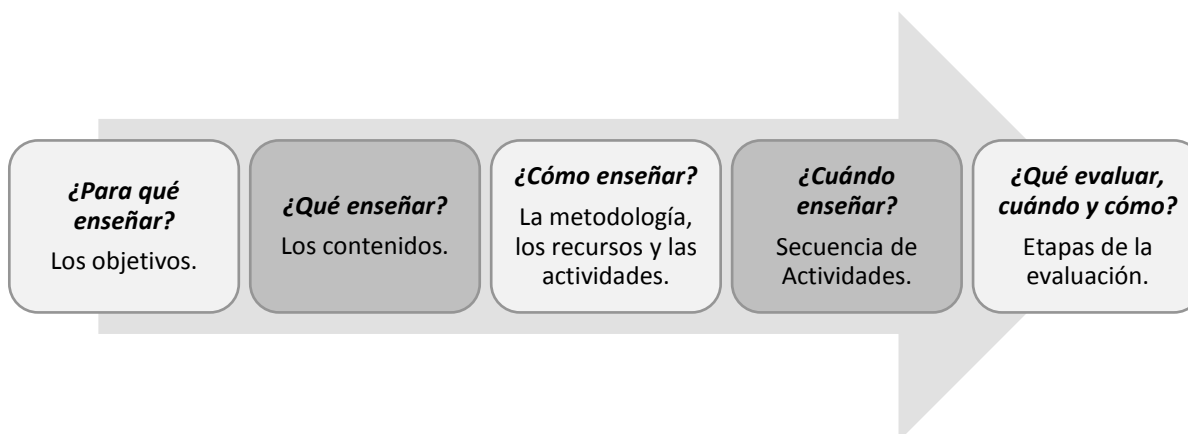 ¿Para qué
enseñar?
Los objetivos.
¿Qué enseñar?
Los contenidos.
¿Cómo enseñar?
La metodología,
los recursos y las
actividades.
¿Cuándo
enseñar?
Secuencia de
Actividades.
¿Qué evaluar,
cuándo y cómo?
Etapas de la
evaluación.